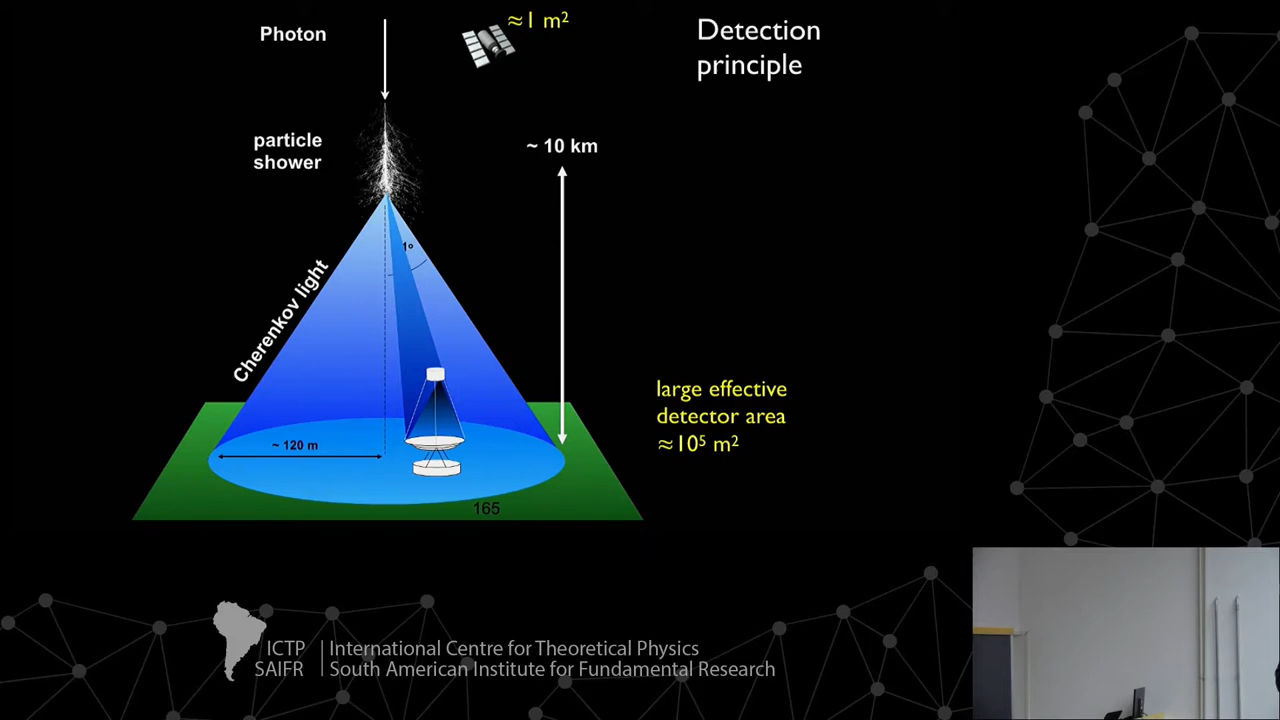 Photon
≈1 m²
Detection
principle
particle
shower
~ 10 km
1º
Cherenkov light
~ 120 m
large effective
detector area
≈10⁵ m²
165
ICTP
SAIFR
International Centre for Theoretical Physics
South American Institute for Fundamental Research